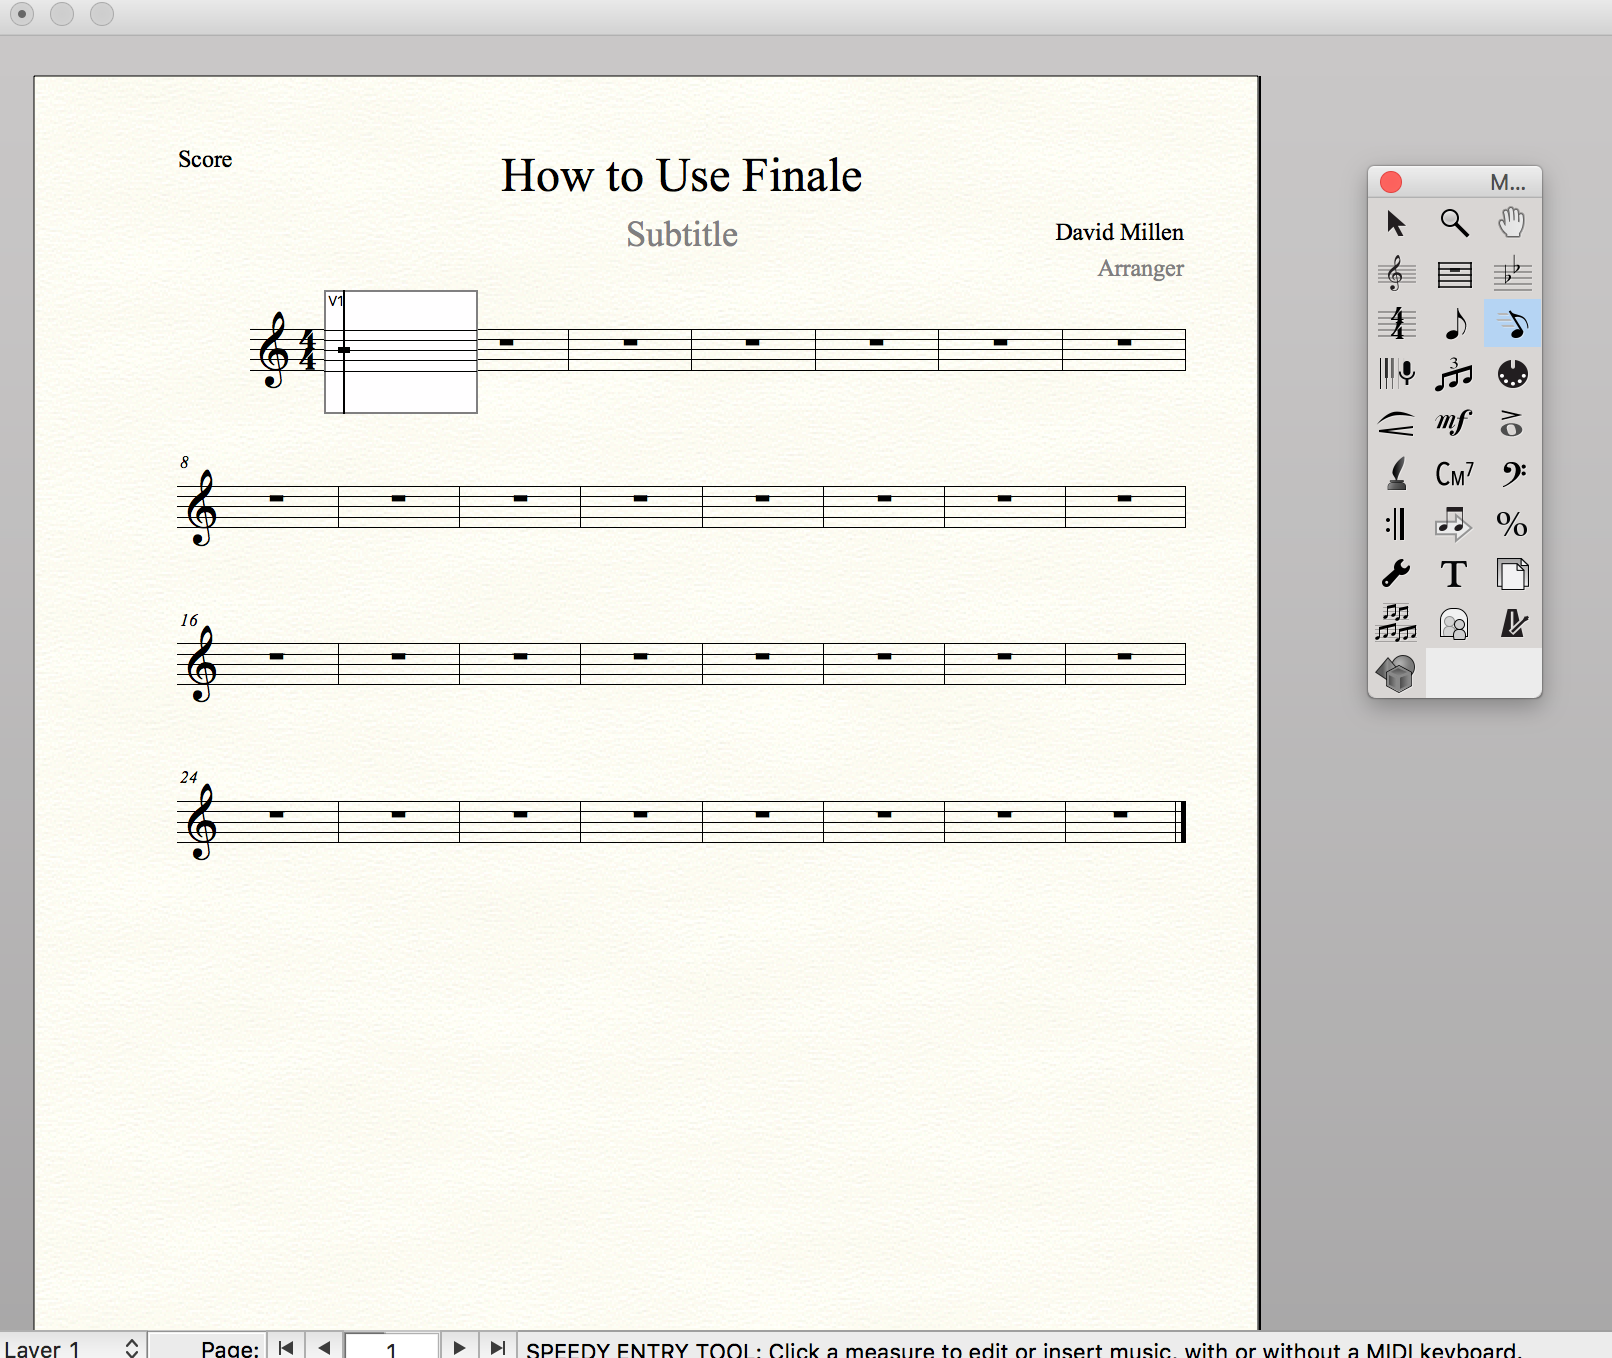 Score
How to Use Finale
Subtitle
David Millen
Arranger
V1
8
16
24
M...
3
mf
CM7
%
T
Layer 1
Page:
1
SPEEDY ENTRY TOOL: Click a measure to edit or insert music, with or without a MIDI keyboard.